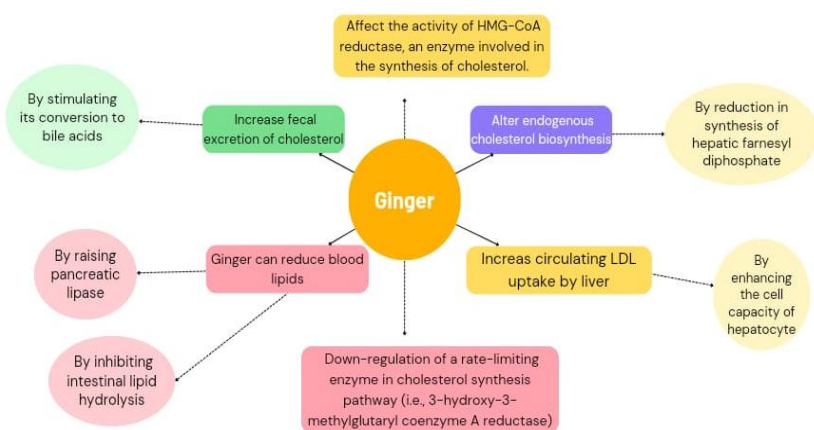 Affect the activity of HMG-CoA
reductase, an enzyme involved in
the synthesis of cholesterol.
By stimulating
its conversion to
bile acids
Increase fecal
excretion of cholesterol
Alter endogenous
cholesterol biosynthesis
By reduction in
synthesis of
hepatic farnesyl
diphosphate
Ginger
By raising
pancreatic
lipase
Ginger can reduce blood
lipids
Increas circulating LDL
uptake by liver
By
enhancing
the cell
capacity of
hepatocyte
By inhibiting
intestinal lipid
hydrolysis
Down-regulation of a rate-limiting
enzyme in cholesterol synthesis
pathway (i.e., 3-hydroxy-3-
methylglutaryl coenzyme A reductase)